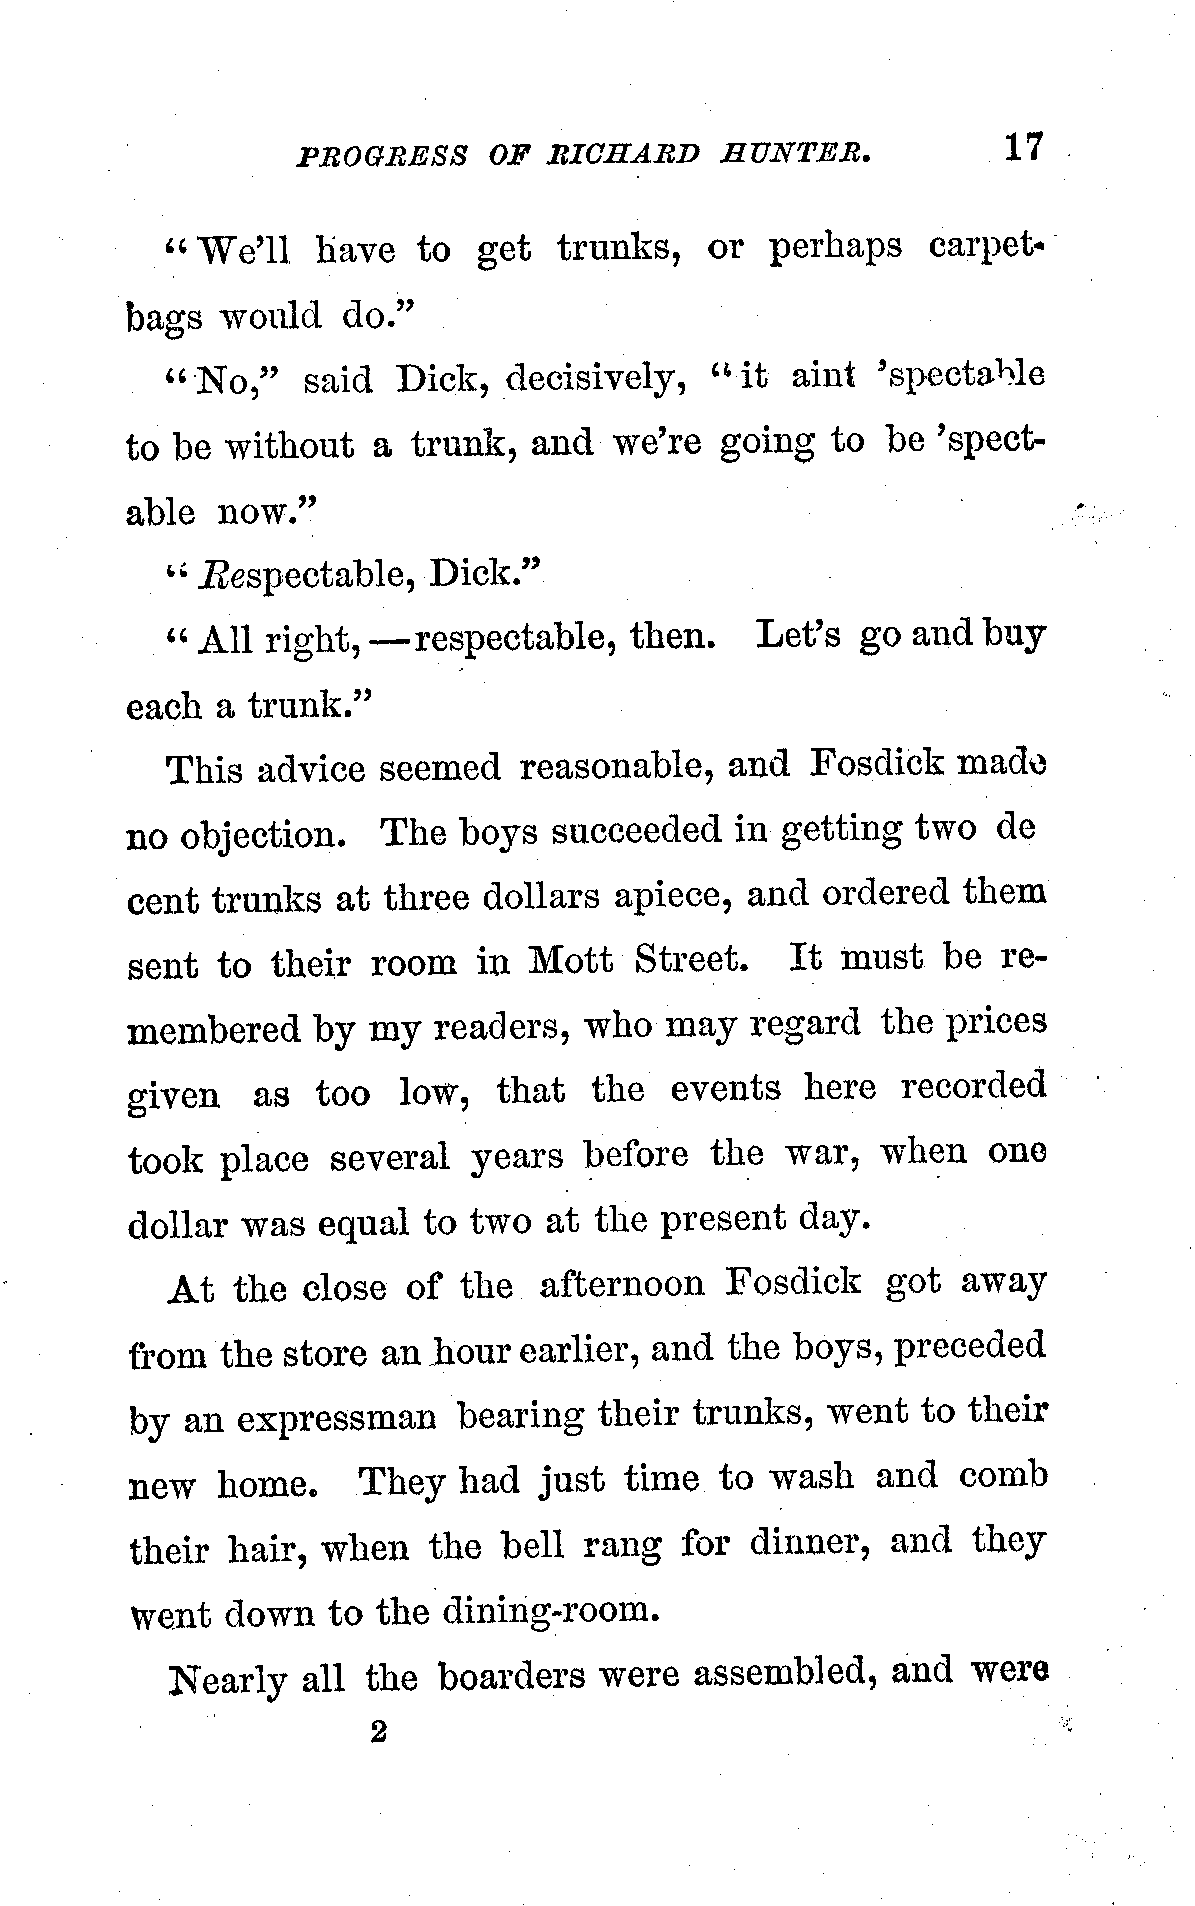 PROGRESS OF RICHARD HUNTER. 17
"We'll have to get trunks, or perhaps carpet-
bags would do."
"No," said Dick, decisively, "it aint 'spectable
to be without a trunk, and we're going to be 'spect-
able now."
"Respectable, Dick."
"All right,—respectable, then. Let's go and buy
each a trunk."
This advice seemed reasonable, and Fosdick made
no objection. The boys succeeded in getting two de
cent trunks at three dollars apiece, and ordered them
sent to their room in Mott Street. It must be re-
membered by my readers, who may regard the prices
given as too low, that the events here recorded
took place several years before the war, when one
dollar was equal to two at the present day.
At the close of the afternoon Fosdick got away
from the store an hour earlier, and the boys, preceded
by an expressman bearing their trunks, went to their
new home. They had just time to wash and comb
their hair, when the bell rang for dinner, and they
went down to the dining-room.
Nearly all the boarders were assembled, and were
2